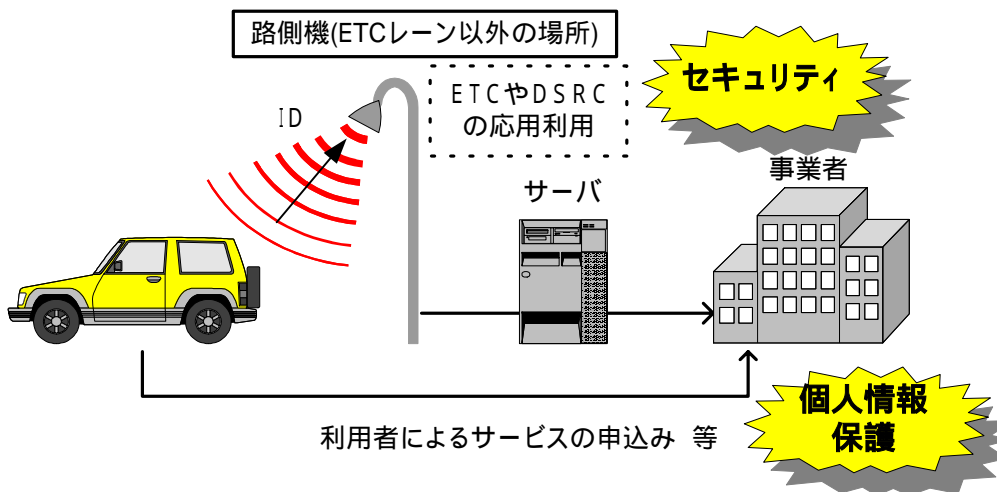 路側機(ETCレーン以外の場所)
ETCやDSRC
の応用利用
セキュリティ
ID
事業者
サーバ
個人情報
保護
利用者によるサービスの申込み 等